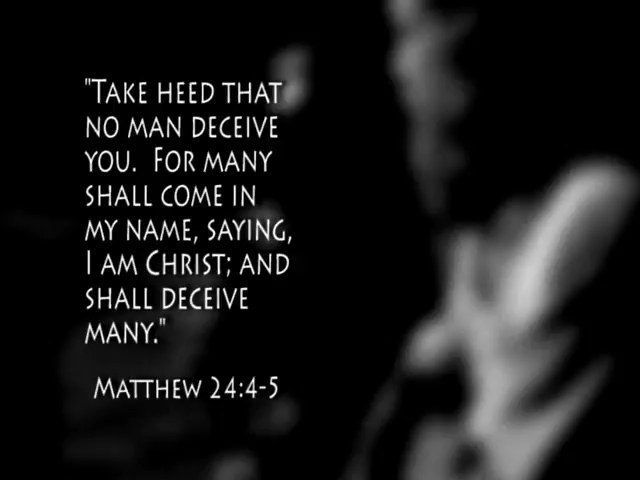 "Take heed that
no man deceive
you.  For many
shall come in
my name, saying,
I am Christ; and
shall deceive
many."
Matthew 24:4-5